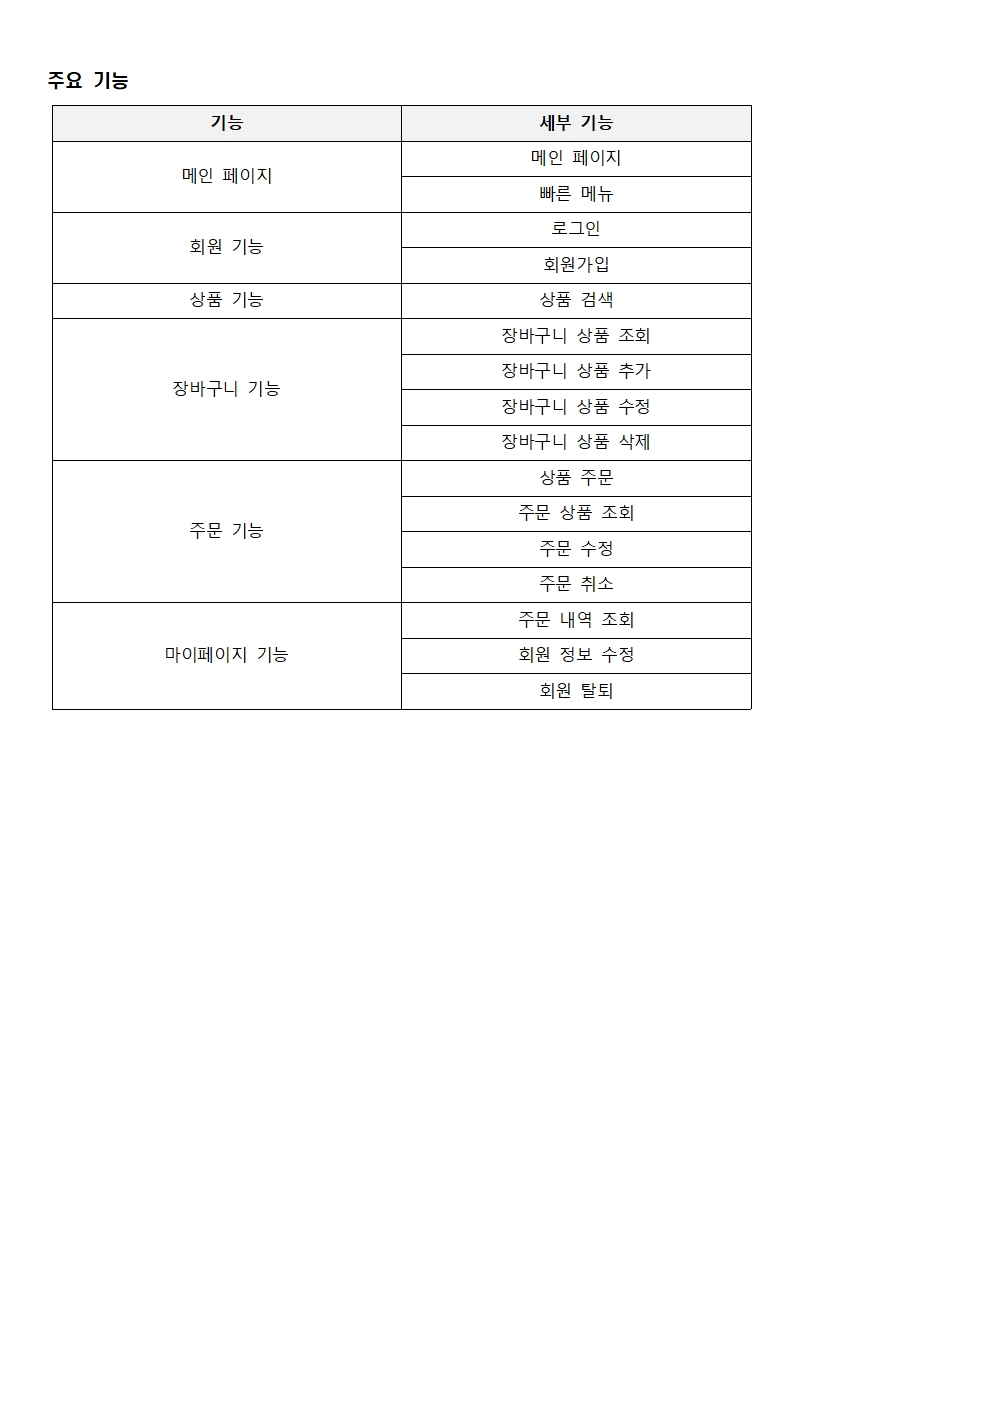 주요 기능
기능 세부 기능
메인 페이지 메인 페이지
빠른 메뉴
회원 기능 로그인
회원가입
상품 기능 상품 검색
장바구니 기능 장바구니 상품 조회
장바구니 상품 추가
장바구니 상품 수정
장바구니 상품 삭제
주문 기능 상품 주문
주문 상품 조회
주문 수정
주문 취소
마이페이지 기능 주문 내역 조회
회원 정보 수정
회원 탈퇴